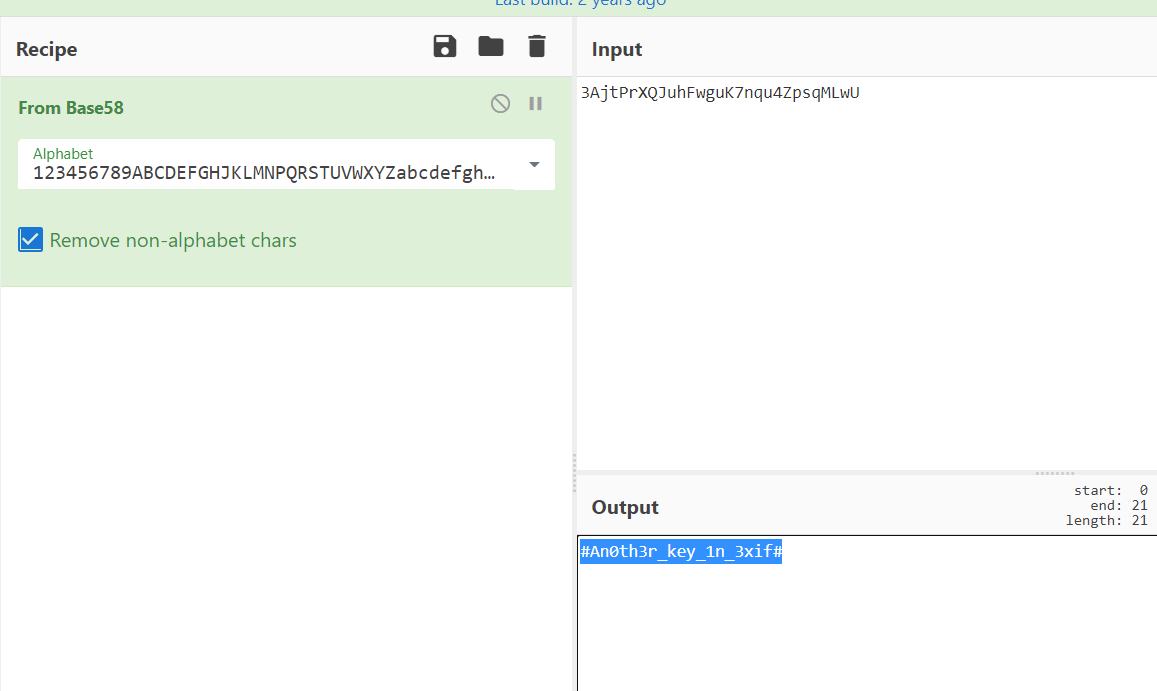 Last build: 2 years ago
Recipe
From Base58
Alphabet
123456789ABCDEFGHJKLMNPQRSTUVWXYZabcdefgh…
Remove non-alphabet chars
Input
3AjtPrXQJuhFwguK7nqu4ZpsqMLwU
Output
start: 0
end: 21
length: 21
#An0th3r_key_1n_3xif#